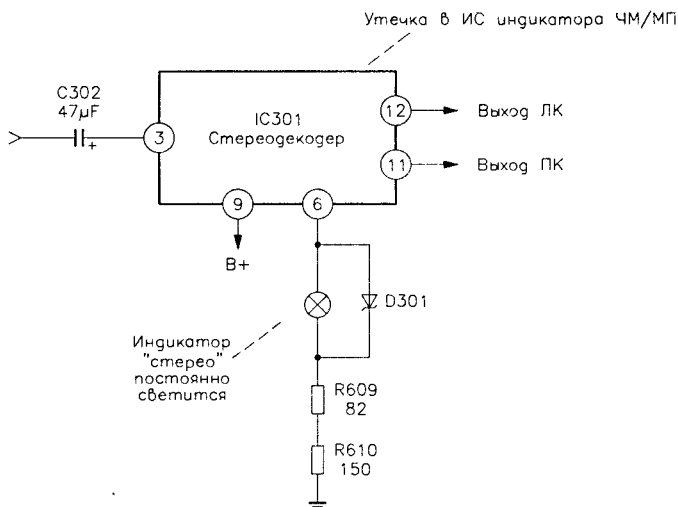 Утечка в ИС индикатора ЧМ/МП
C302
47µF
IC301
Стереодекодер
3
12
Выход ЛК
11
Выход ПК
9
6
B+
D301
Индикатор
"стерео"
постоянно
светится
R609
82
R610
150